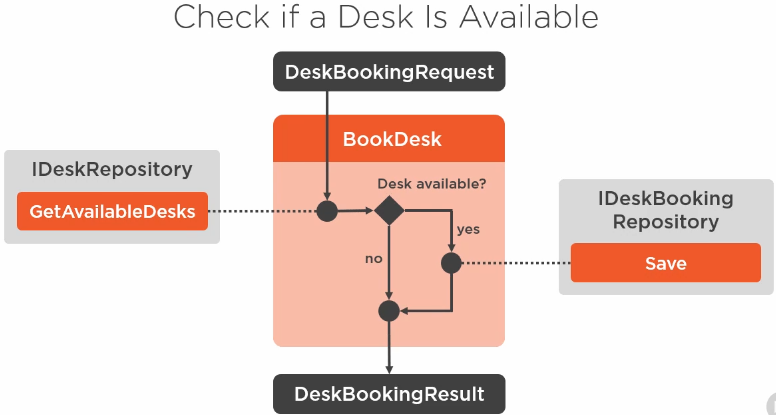 Check if a Desk Is Available
DeskBookingRequest
BookDesk
IDeskRepository
GetAvailableDesks
Desk available?
yes
no
IDeskBooking
Repository
Save
DeskBookingResult